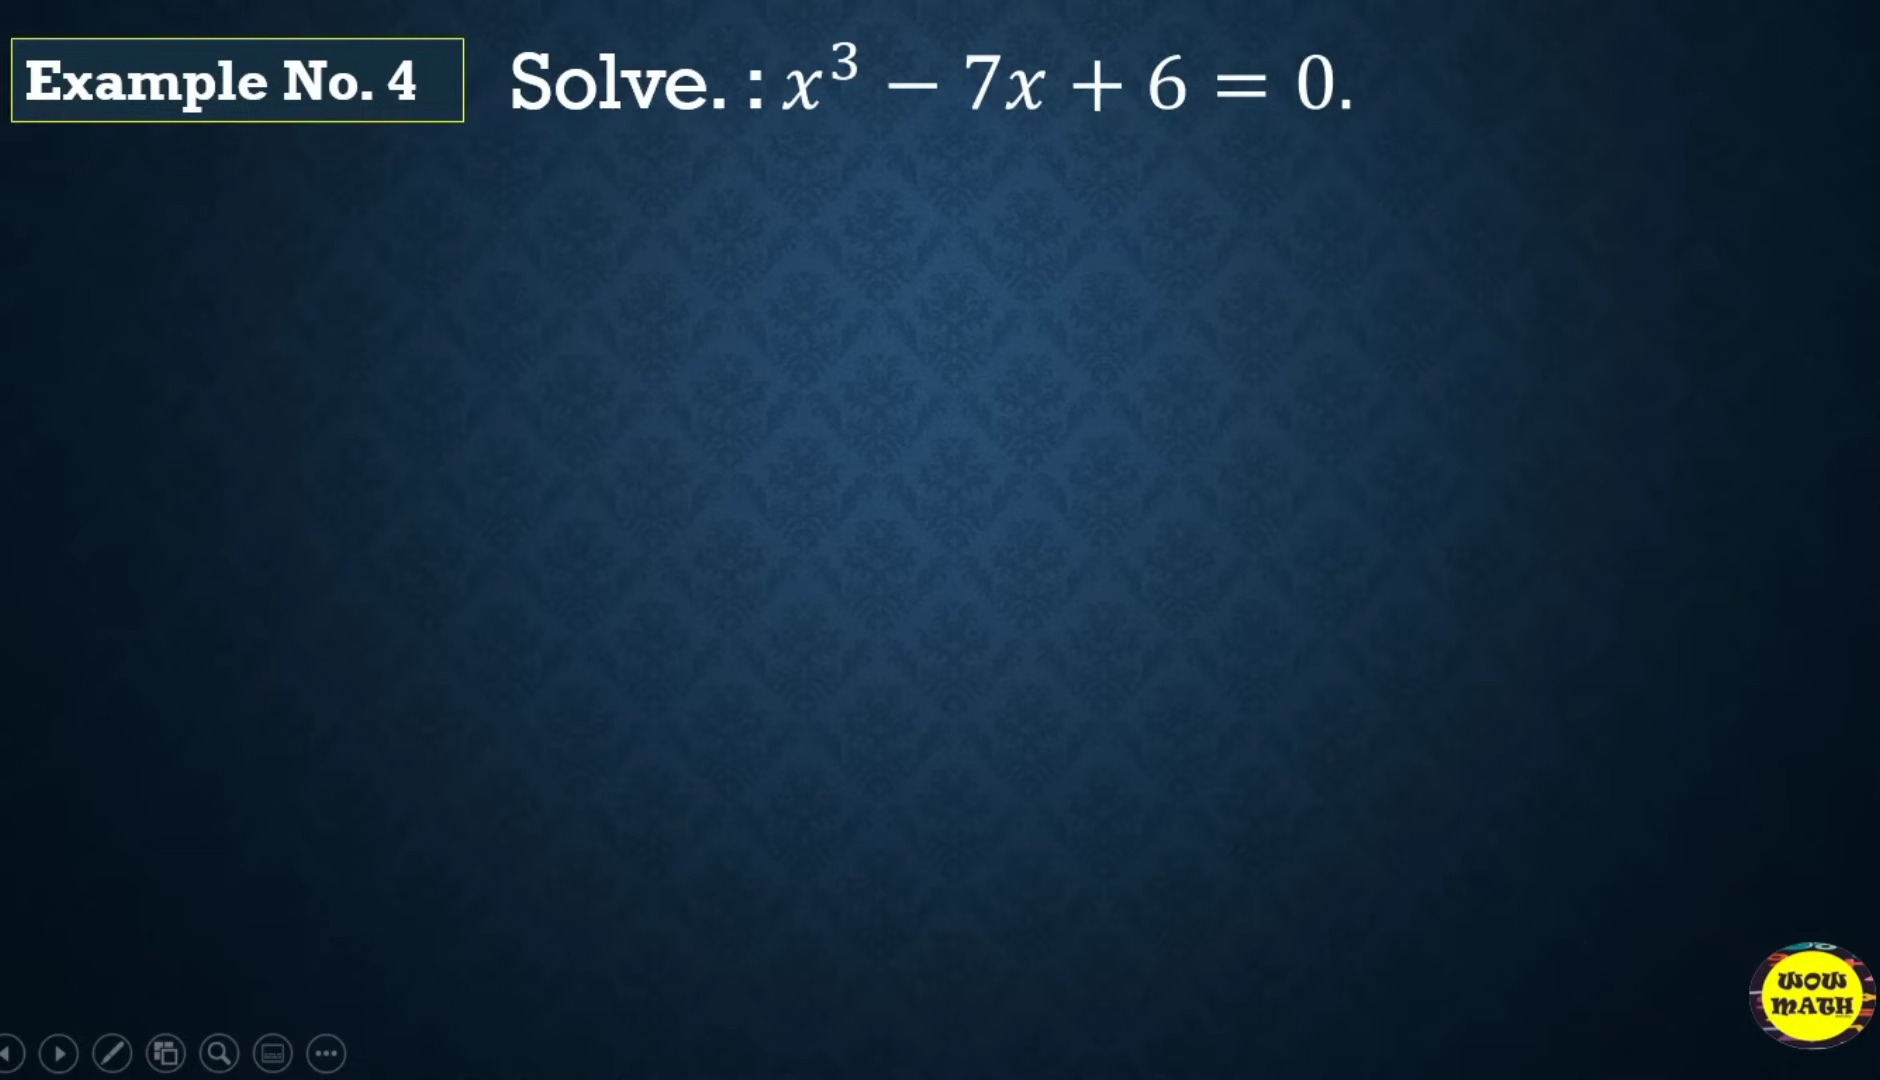 Example No. 4 Solve. : x³ − 7x + 6 = 0.
WOW
MATH